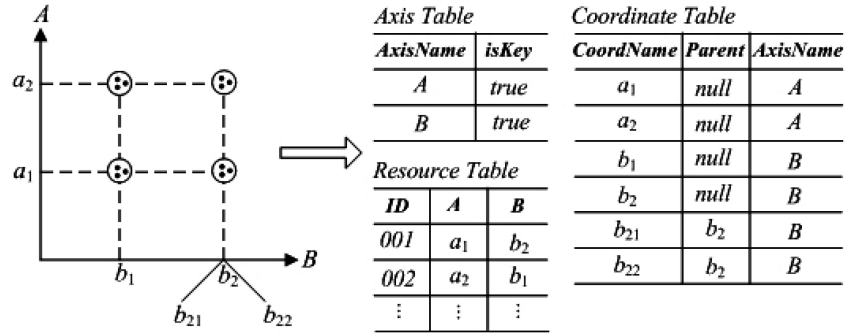 A
a2
a1
b1
b2
B
b21
b22
Axis Table
AxisName isKey
A true
B true
Resource Table
ID A B
001 a1 b2
002 a2 b1
⋮ ⋮ ⋮
Coordinate Table
CoordName Parent AxisName
a1 null A
a2 null A
b1 null B
b2 null B
b21 b2 B
b22 b2 B